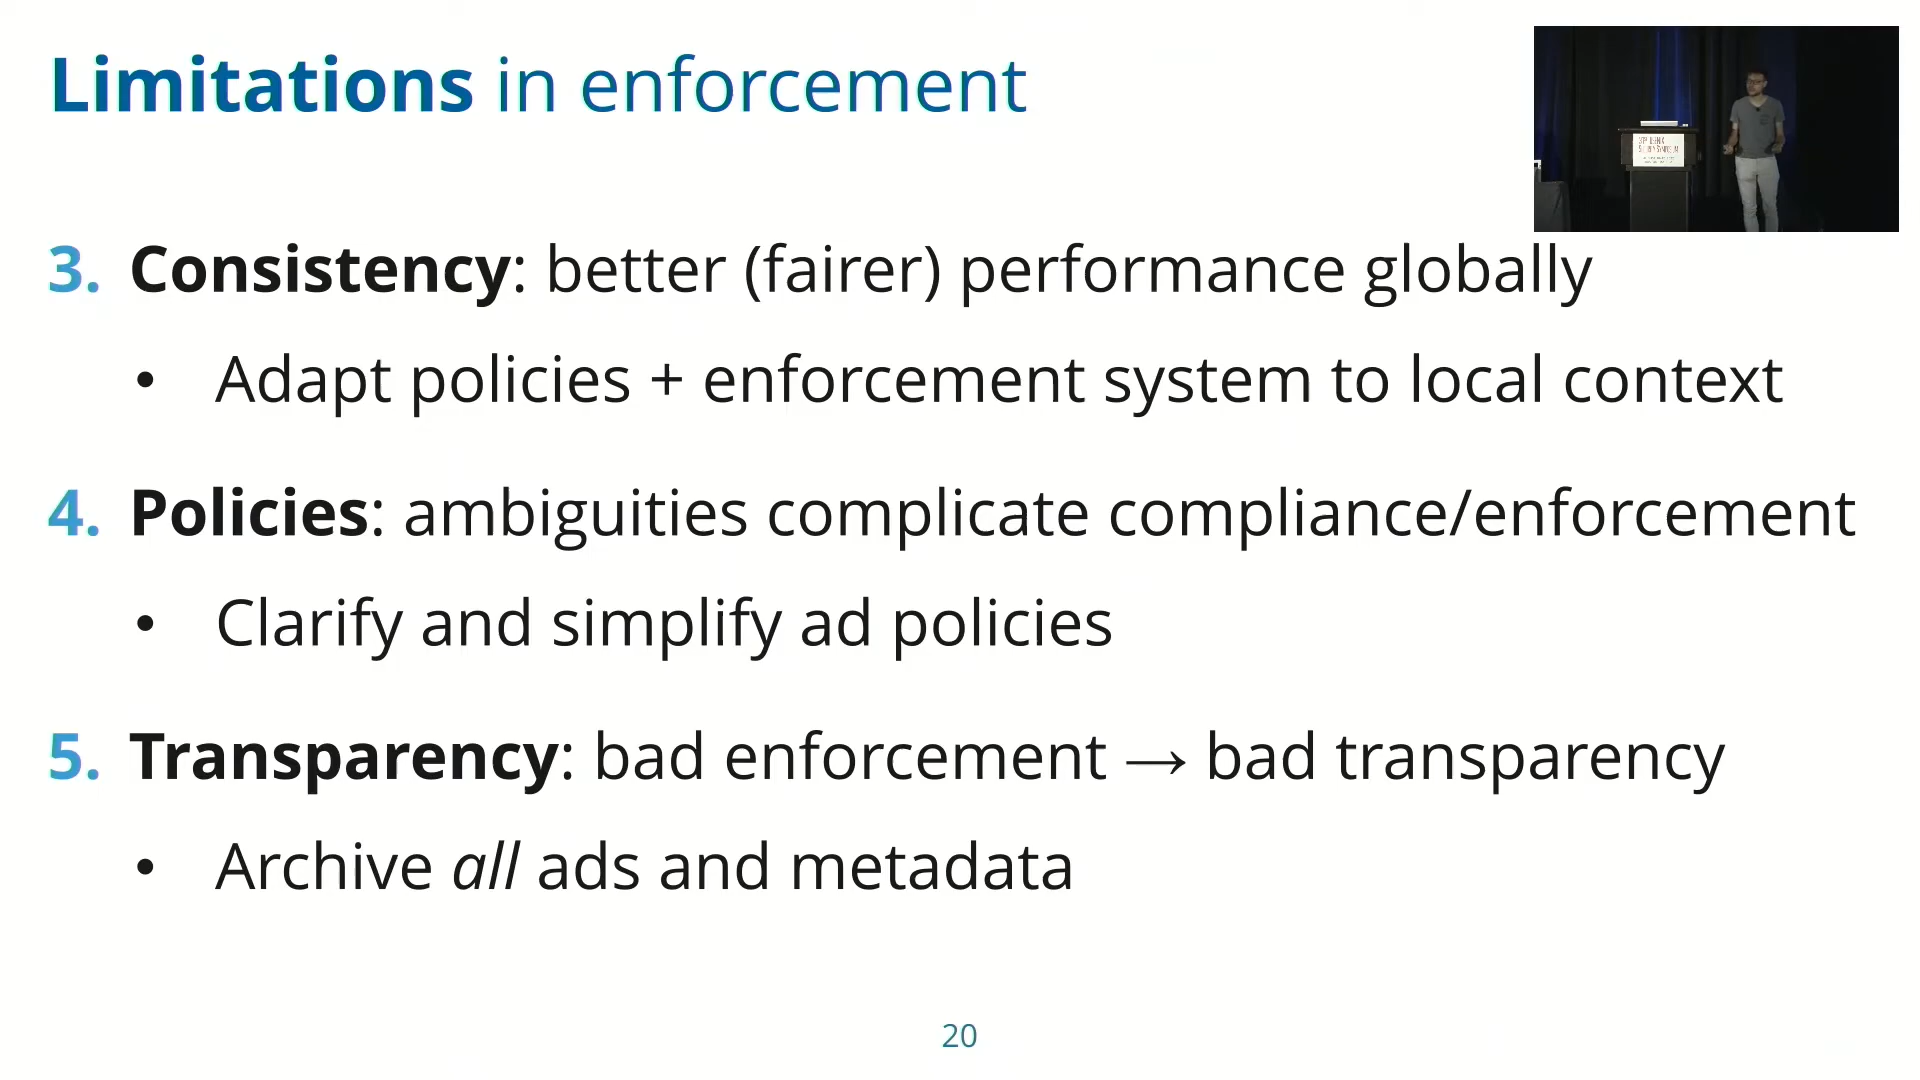 Limitations in enforcement
3. Consistency: better (fairer) performance globally
• Adapt policies + enforcement system to local context
4. Policies: ambiguities complicate compliance/enforcement
• Clarify and simplify ad policies
5. Transparency: bad enforcement → bad transparency
• Archive all ads and metadata
20